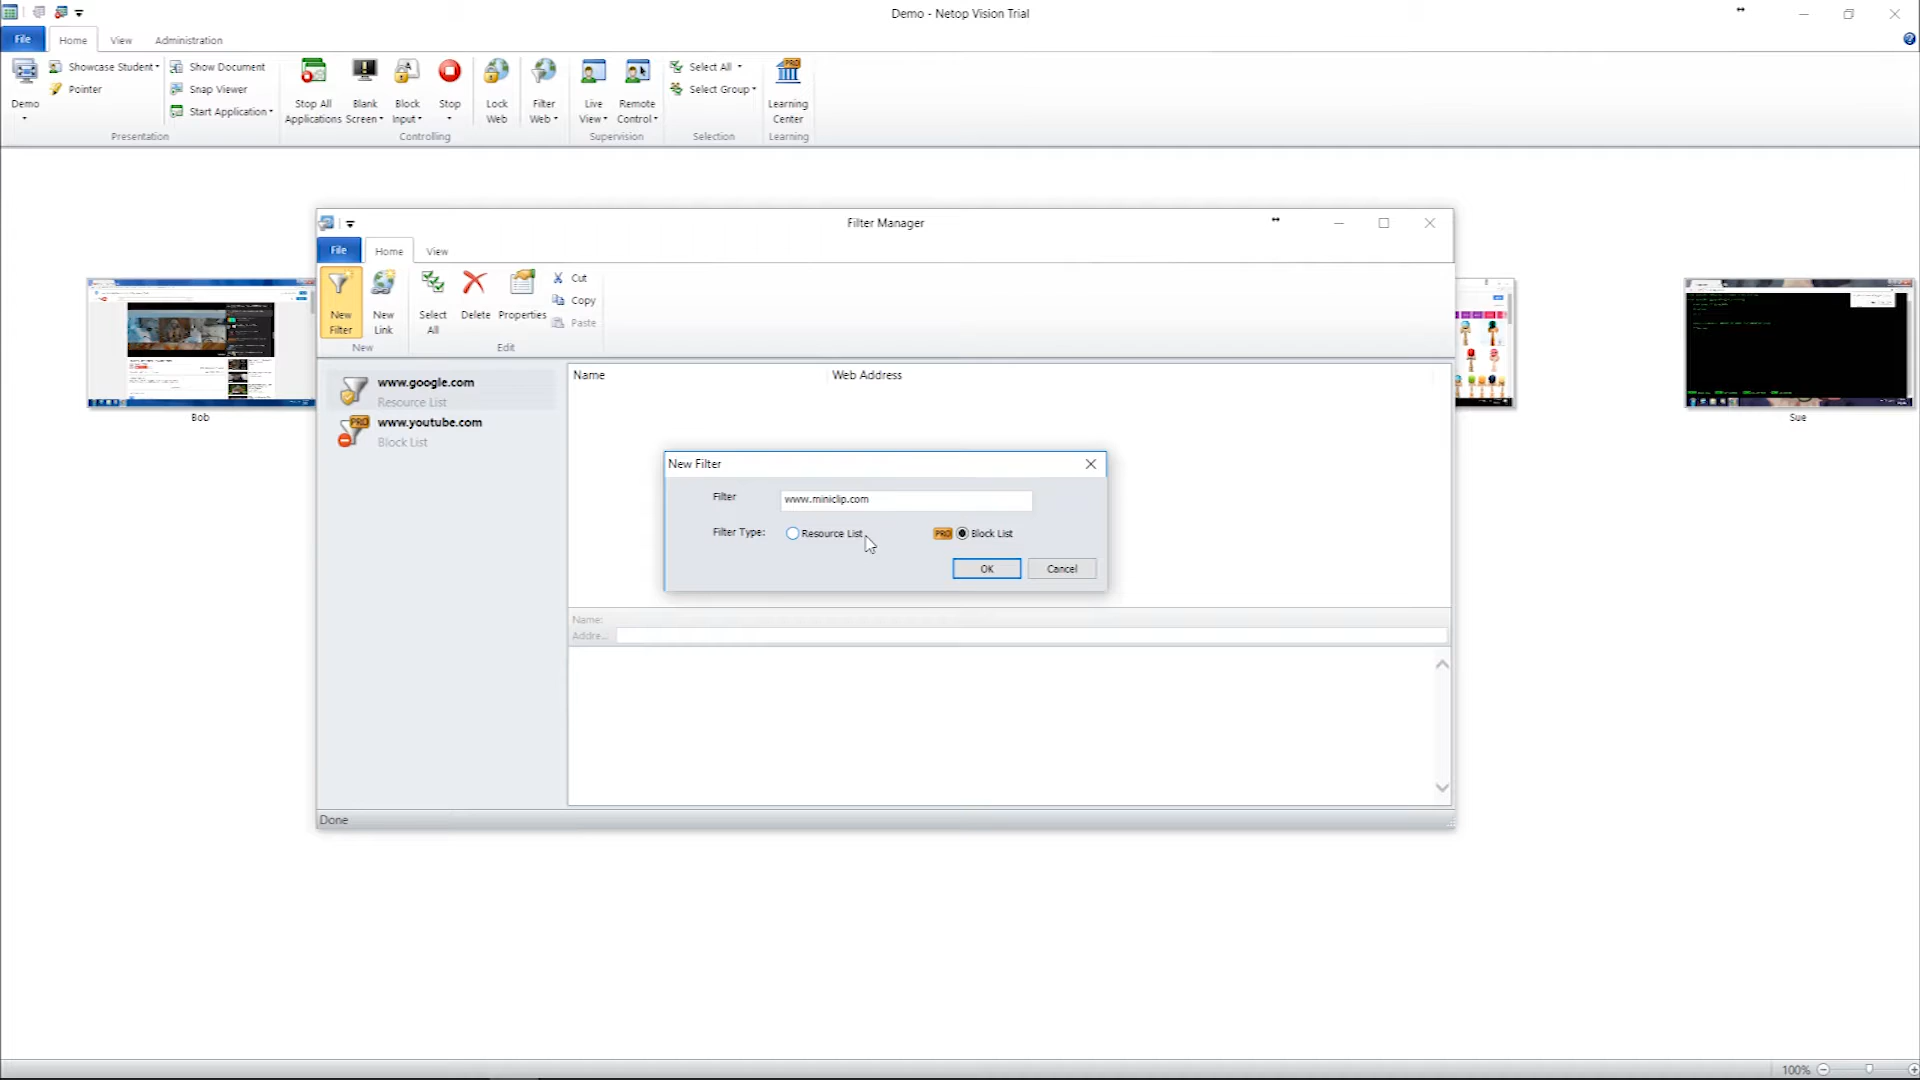 Demo - Netop Vision Trial
File
Home
View
Administration
Demo
Showcase Student
Pointer
Show Document
Snap Viewer
Start Application
Presentation
Stop All
Applications
Blank
Screen
Block
Input
Stop
Controlling
Lock
Web
Filter
Web
Live
View
Remote
Control
Supervision
Select All
Select Group
Selection
PRO
Learning
Center
Learning
Filter Manager
File
Home
View
New
Filter
New
Link
New
Select
All
Delete
Properties
Cut
Copy
Paste
Edit
www.google.com
Resource List
PRO
www.youtube.com
Block List
Name
Web Address
New Filter
Filter
www.miniclip.com
Filter Type:
Resource List
PRO
Block List
OK
Cancel
Name:
Addre...
Done
Bob
Sue
100%